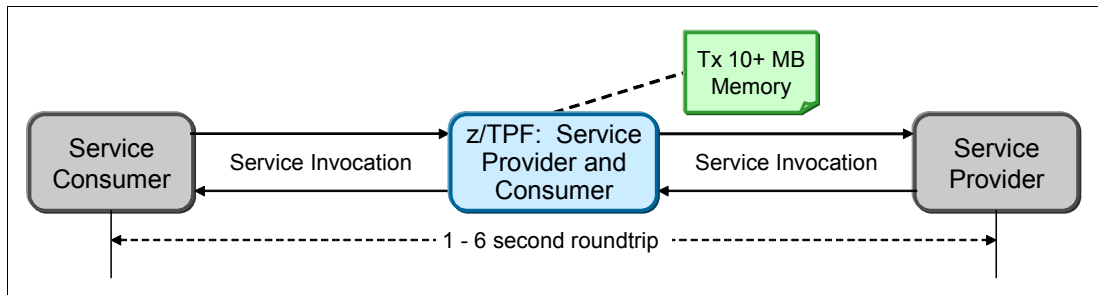 Tx 10+ MB
Memory
Service
Consumer
Service Invocation
z/TPF: Service
Provider and
Consumer
Service Invocation
Service
Provider
1 - 6 second roundtrip